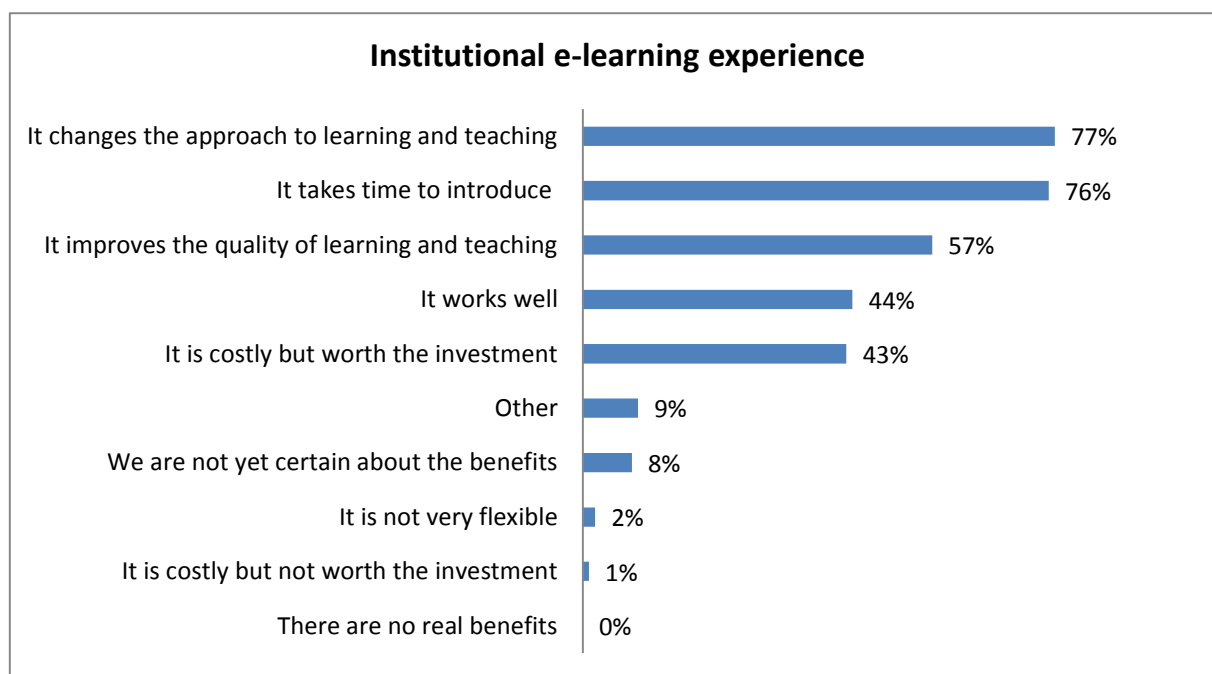 Institutional e-learning experience
It changes the approach to learning and teaching 77%
It takes time to introduce 76%
It improves the quality of learning and teaching 57%
It works well 44%
It is costly but worth the investment 43%
Other 9%
We are not yet certain about the benefits 8%
It is not very flexible 2%
It is costly but not worth the investment 1%
There are no real benefits 0%